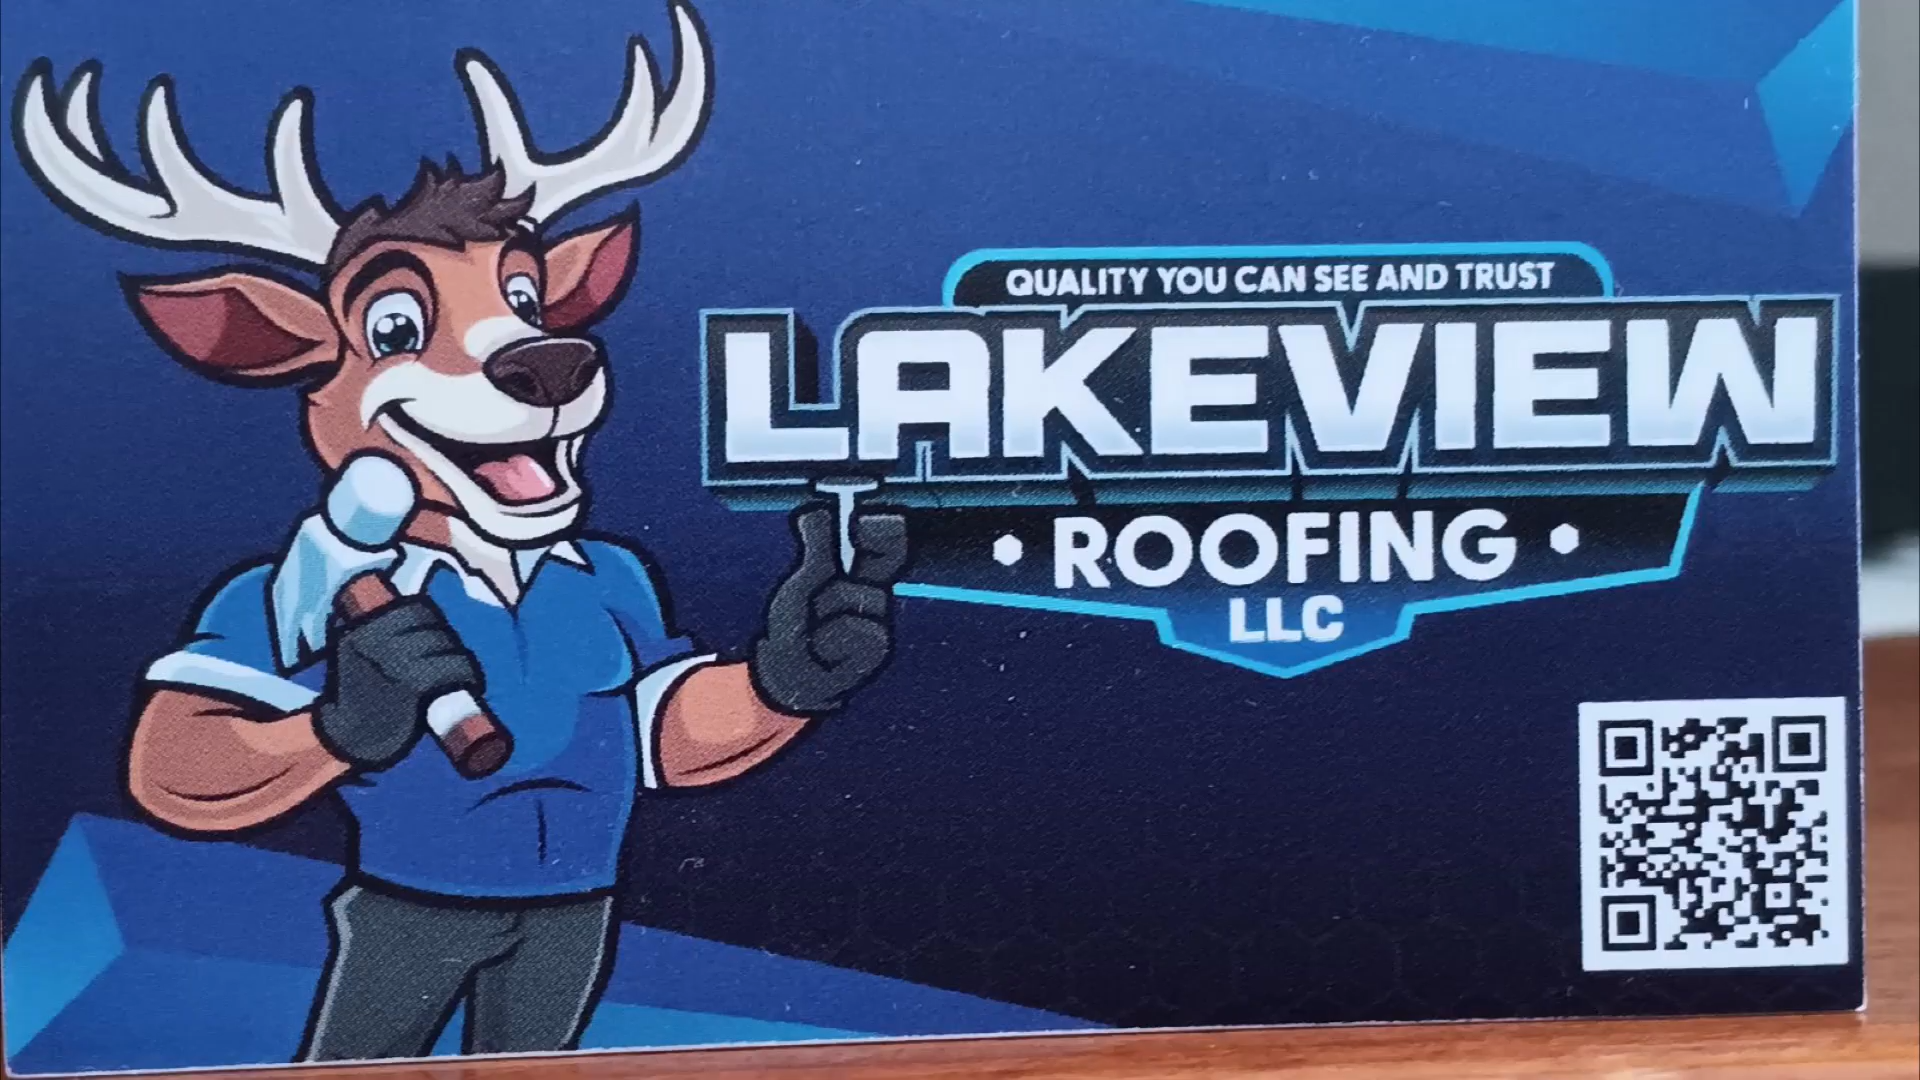 QUALITY YOU CAN SEE AND TRUST
LAKEVIEW
• ROOFING •
LLC